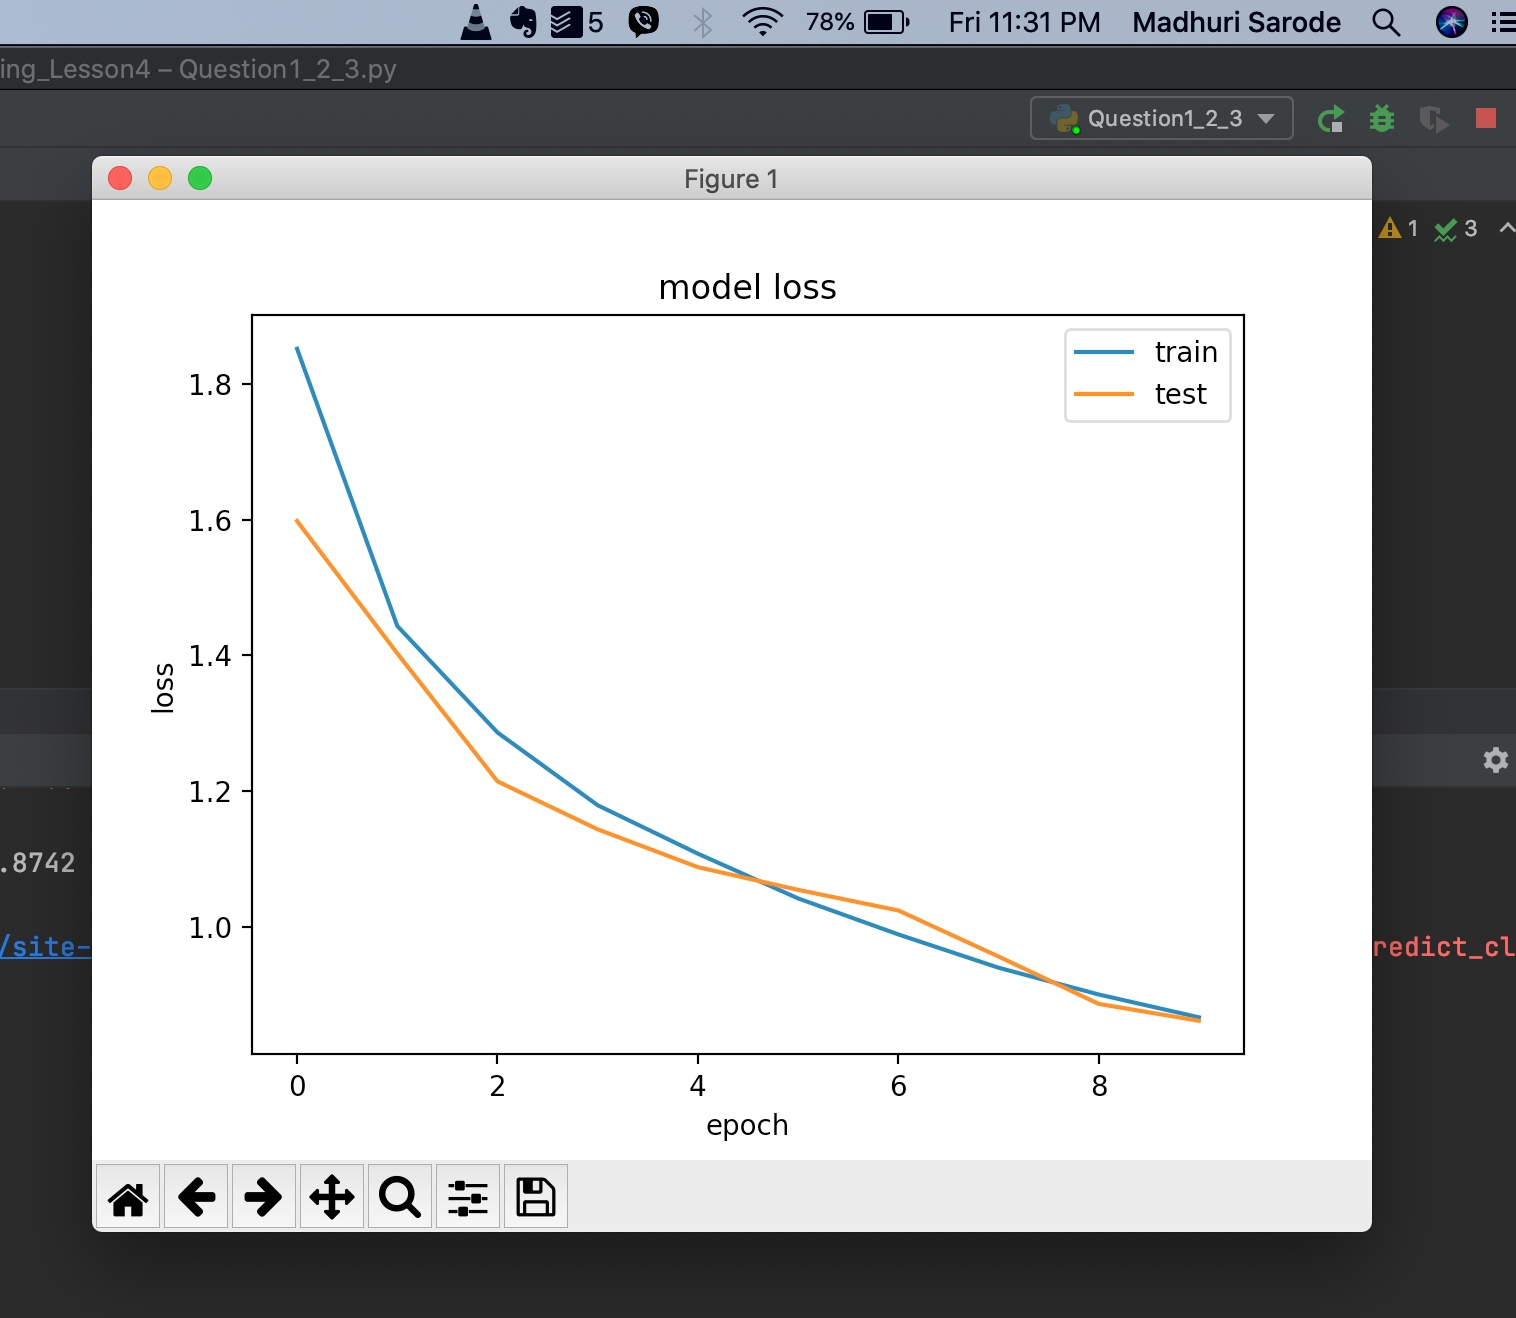 5 78% Fri 11:31 PM Madhuri Sarode
ing_Lesson4 – Question1_2_3.py
Question1_2_3
Figure 1
1 3
model loss
train
test
1.8
1.6
1.4
1.2
1.0
loss
0 2 4 6 8
epoch
.8742
/site-
redict_cl